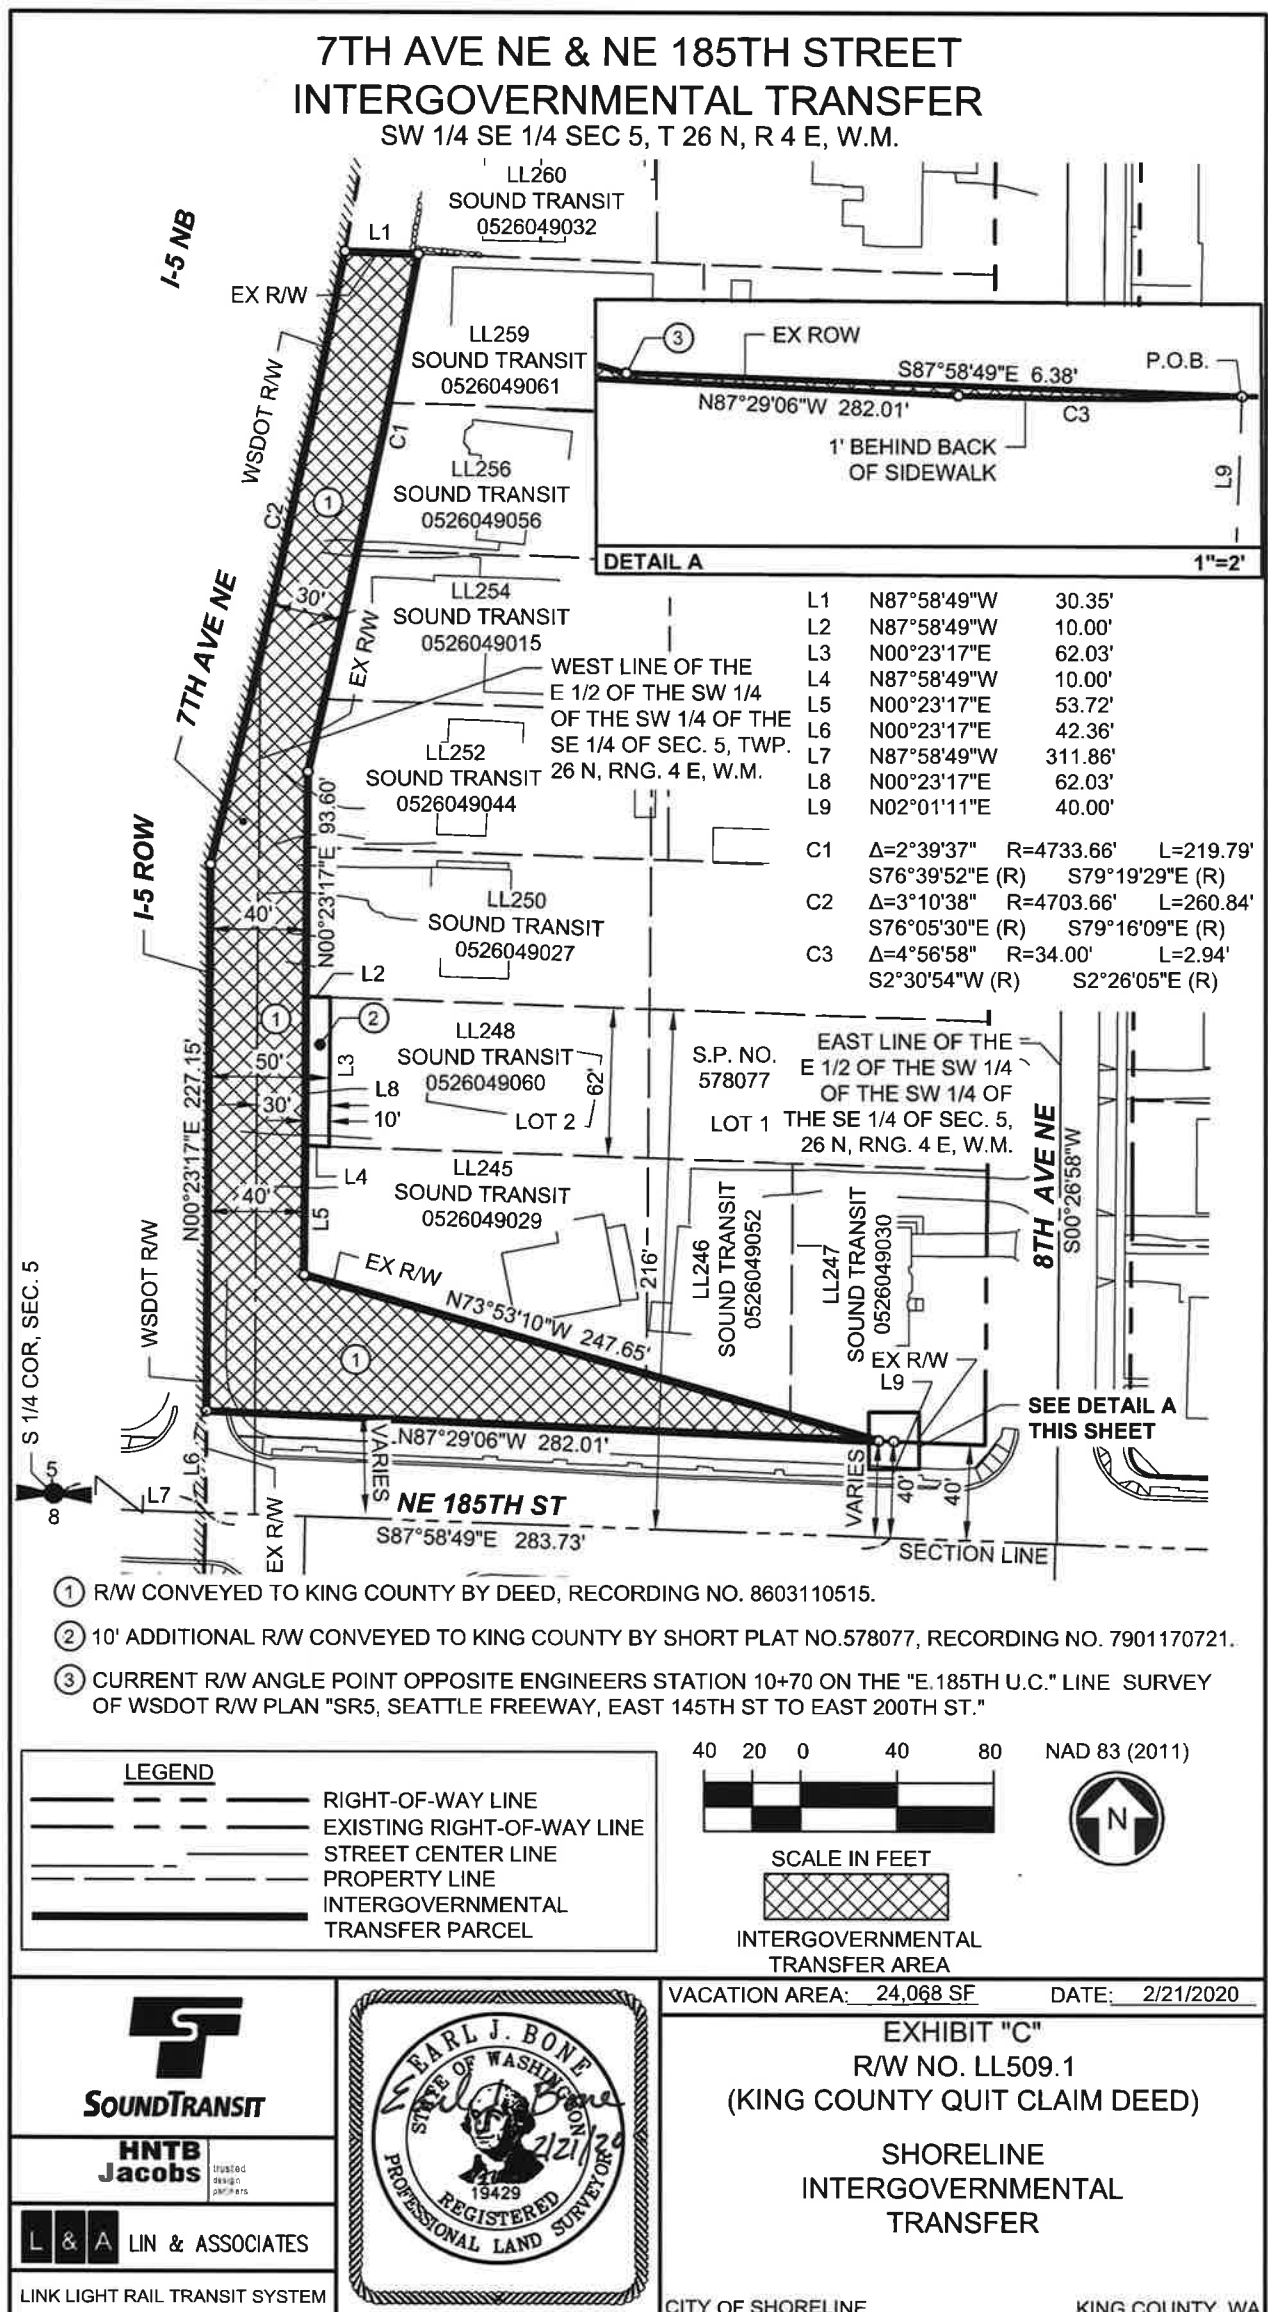 7TH AVE NE & NE 185TH STREET
INTERGOVERNMENTAL TRANSFER
SW 1/4 SE 1/4 SEC 5, T 26 N, R 4 E, W.M.
I-5 NB
L1
LL260
SOUND TRANSIT
0526049032
EX R/W
WSDOT R/W
LL259
SOUND TRANSIT
0526049061
C1
C2
1
LL256
SOUND TRANSIT
0526049056
3
EX ROW
S87°58'49"E 6.38'
P.O.B.
N87°29'06"W 282.01'
C3
1' BEHIND BACK
OF SIDEWALK
L9
DETAIL A
1"=2'
30'
7TH AVE NE
EX R/W
LL254
SOUND TRANSIT
0526049015
WEST LINE OF THE
E 1/2 OF THE SW 1/4
OF THE SW 1/4 OF THE
SE 1/4 OF SEC. 5, TWP.
26 N, RNG. 4 E, W.M.
L1 N87°58'49"W 30.35'
L2 N87°58'49"W 10.00'
L3 N00°23'17"E 62.03'
L4 N87°58'49"W 10.00'
L5 N00°23'17"E 53.72'
L6 N00°23'17"E 42.36'
L7 N87°58'49"W 311.86'
L8 N00°23'17"E 62.03'
L9 N02°01'11"E 40.00'
C1 Δ=2°39'37" R=4733.66' L=219.79'
S76°39'52"E (R) S79°19'29"E (R)
C2 Δ=3°10'38" R=4703.66' L=260.84'
S76°05'30"E (R) S79°16'09"E (R)
C3 Δ=4°56'58" R=34.00' L=2.94'
S2°30'54"W (R) S2°26'05"E (R)
LL252
SOUND TRANSIT
0526049044
N00°23'17"E 93.60'
I-5 ROW
40'
LL250
SOUND TRANSIT
0526049027
L2
1
2
LL248
SOUND TRANSIT
0526049060
LOT 2
62'
S.P. NO.
578077
LOT 1
EAST LINE OF THE
E 1/2 OF THE SW 1/4
OF THE SW 1/4 OF
THE SE 1/4 OF SEC. 5,
26 N, RNG. 4 E, W.M.
50'
L3
L8
30'
10'
N00°23'17"E 227.15'
L4
40'
L5
LL245
SOUND TRANSIT
0526049029
216'
LL246
SOUND TRANSIT
0526049052
LL247
SOUND TRANSIT
0526049030
8TH AVE NE
S00°26'58"W
WSDOT R/W
S 1/4 COR, SEC. 5
EX R/W
N73°53'10"W 247.65'
1
EX R/W
L9
SEE DETAIL A
THIS SHEET
N87°29'06"W 282.01'
VARIES
VARIES
40'
40'
L6
5
8
L7
EX R/W
NE 185TH ST
S87°58'49"E 283.73'
SECTION LINE
1 R/W CONVEYED TO KING COUNTY BY DEED, RECORDING NO. 8603110515.
2 10' ADDITIONAL R/W CONVEYED TO KING COUNTY BY SHORT PLAT NO.578077, RECORDING NO. 7901170721.
3 CURRENT R/W ANGLE POINT OPPOSITE ENGINEERS STATION 10+70 ON THE "E.185TH U.C." LINE SURVEY
OF WSDOT R/W PLAN "SR5, SEATTLE FREEWAY, EAST 145TH ST TO EAST 200TH ST."
LEGEND
RIGHT-OF-WAY LINE
EXISTING RIGHT-OF-WAY LINE
STREET CENTER LINE
PROPERTY LINE
INTERGOVERNMENTAL
TRANSFER PARCEL
40 20 0 40 80
SCALE IN FEET
NAD 83 (2011)
N
INTERGOVERNMENTAL
TRANSFER AREA
SOUNDTRANSIT
HNTB
Jacobs
trusted
design
partners
L & A LIN & ASSOCIATES
LINK LIGHT RAIL TRANSIT SYSTEM
EARL J. BONE
STATE OF WASHINGTON
Earl J. Bone
2/21/20
19429
REGISTERED
PROFESSIONAL LAND SURVEYOR
VACATION AREA: 24,068 SF DATE: 2/21/2020
EXHIBIT "C"
R/W NO. LL509.1
(KING COUNTY QUIT CLAIM DEED)
SHORELINE
INTERGOVERNMENTAL
TRANSFER
CITY OF SHORELINE KING COUNTY, WA